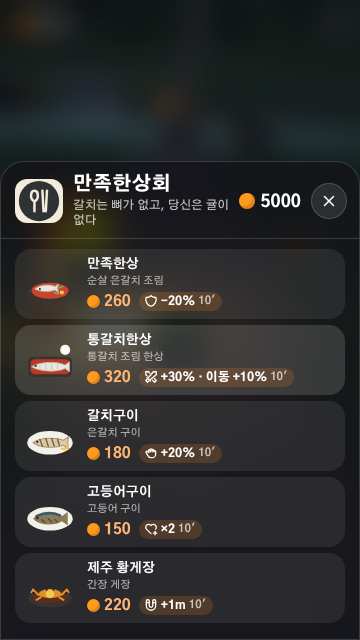 만족한상회
갈치는 뼈가 없고, 당신은 귤이
없다
5000
만족한상
순살 은갈치 조림
260 −20% 10′
통갈치한상
통갈치 조림 한상
320 +30% · 이동 +10% 10′
갈치구이
은갈치 구이
180 +20% 10′
고등어구이
고등어 구이
150 ×2 10′
제주 황게장
간장 게장
220 +1m 10′